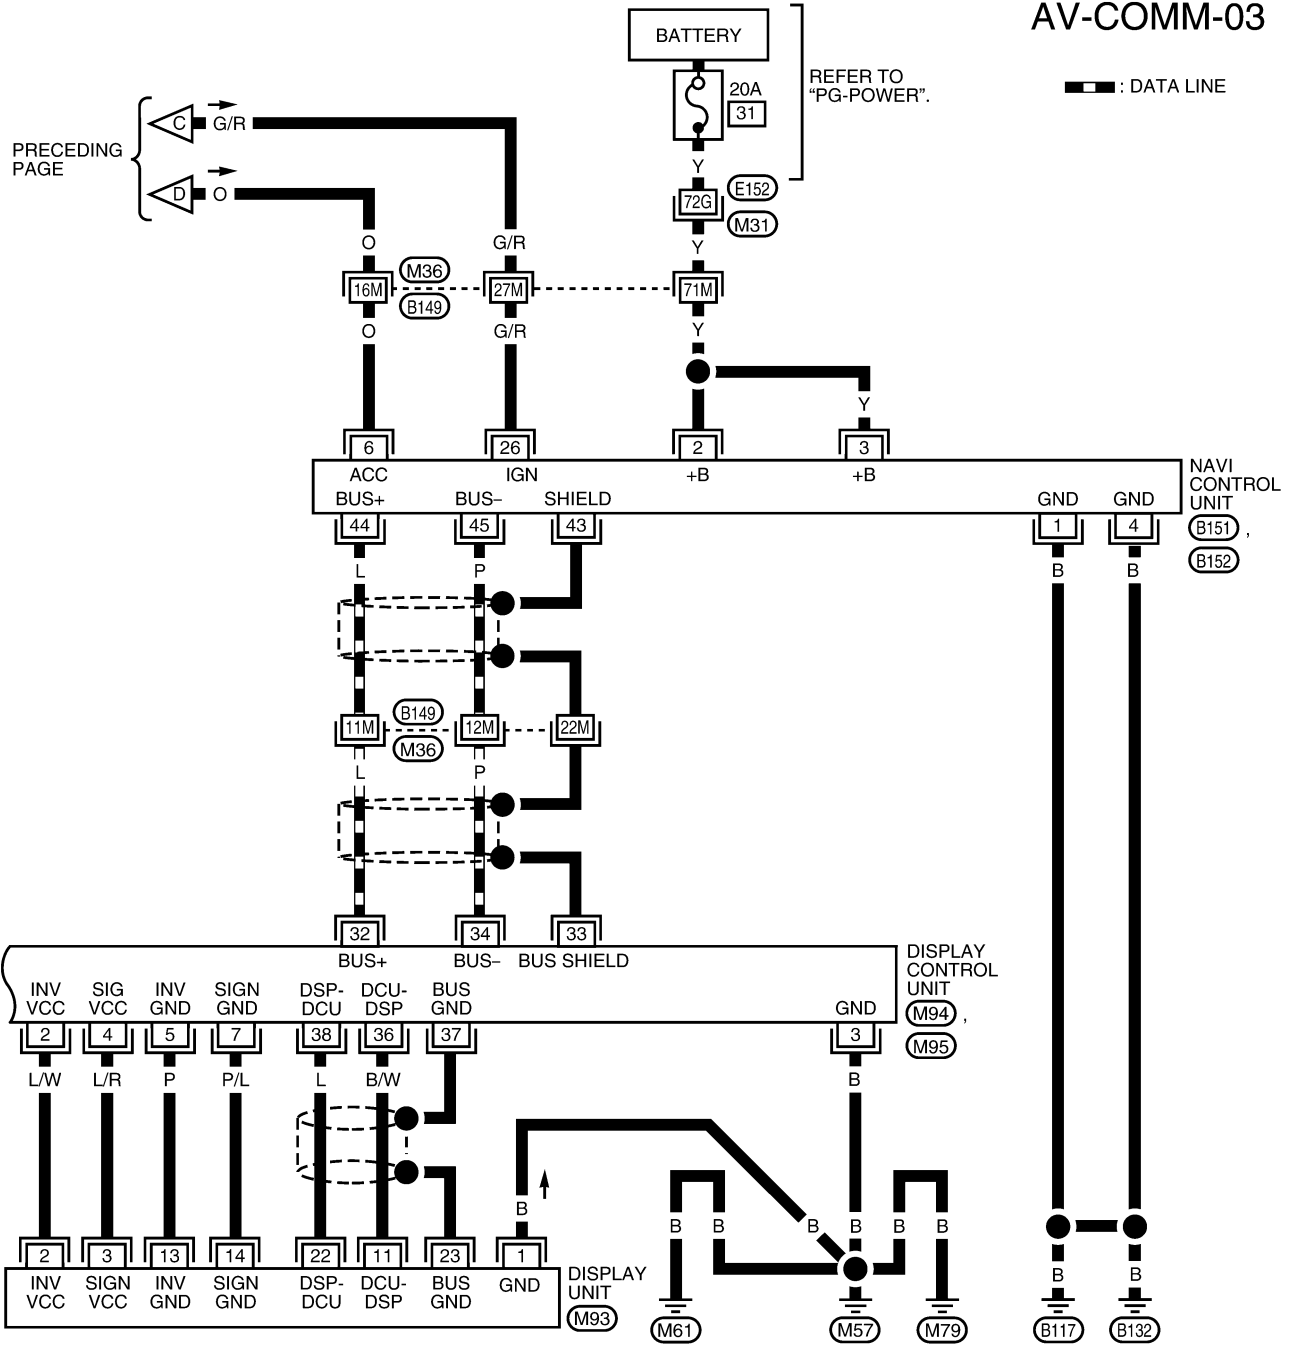 AV-COMM-03
BATTERY
REFER TO
“PG-POWER”.
: DATA LINE
20A
31
C
G/R
PRECEDING
PAGE
D
O
Y
72G
E152
M31
Y
O
G/R
M36
16M
27M
71M
B149
O
G/R
Y
Y
6
26
2
3
ACC
IGN
+B
+B
BUS+
BUS–
SHIELD
GND
GND
NAVI
CONTROL
UNIT
B151 ,
B152
44
45
43
1
4
L
P
B
B
B149
11M
12M
22M
M36
L
P
32
34
33
BUS+
BUS–
BUS SHIELD
DISPLAY
CONTROL
UNIT
M94 ,
M95
INV
VCC
SIG
VCC
INV
GND
SIGN
GND
DSP-
DCU
DCU-
DSP
BUS
GND
GND
2
4
5
7
38
36
37
3
L/W
L/R
P
P/L
L
B/W
B
B
B
B
B
B
B
B
B
B
2
3
13
14
22
11
23
1
INV
VCC
SIGN
VCC
INV
GND
SIGN
GND
DSP-
DCU
DCU-
DSP
BUS
GND
GND
DISPLAY
UNIT
M93
M61
M57
M79
B117
B132